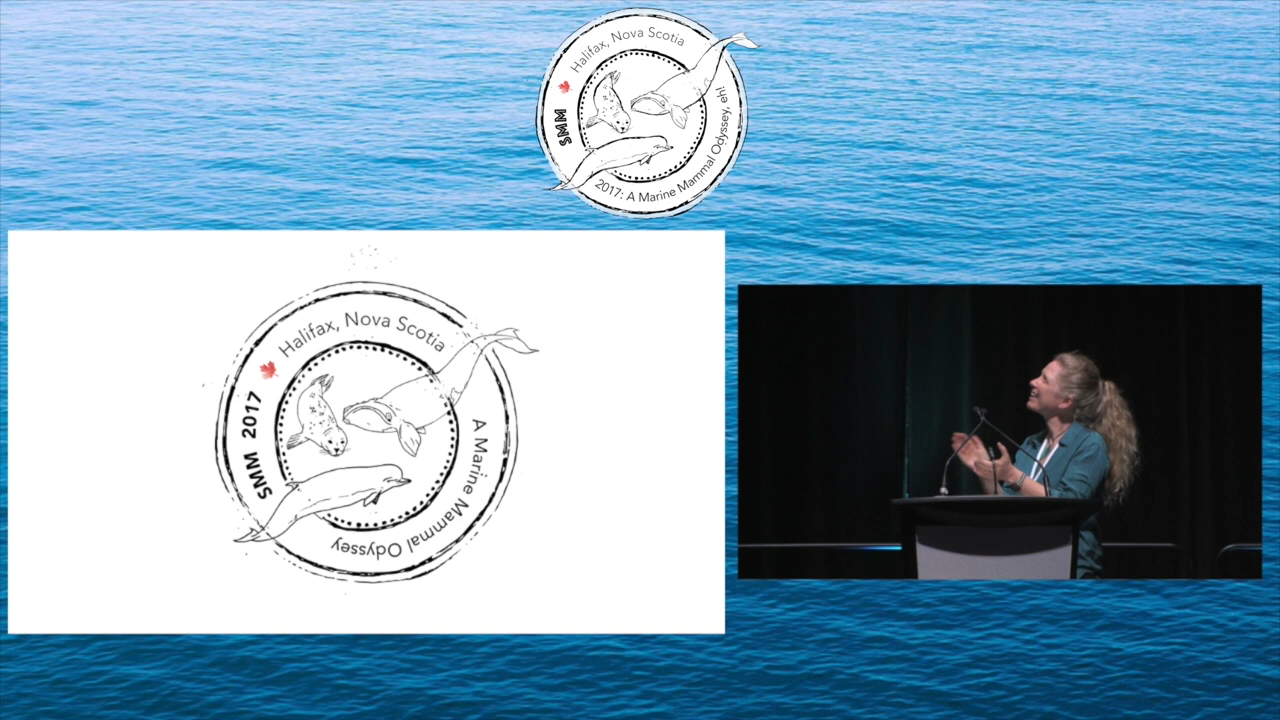 SMM
Halifax, Nova Scotia
2017: A Marine Mammal Odyssey, eh!
SMM 2017
Halifax, Nova Scotia
A Marine Mammal Odyssey